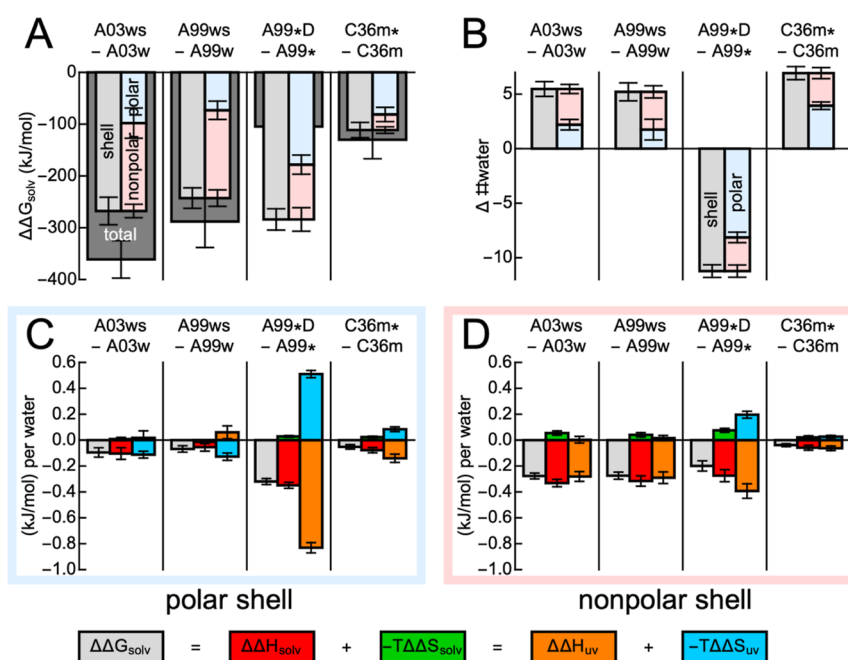 A
A03ws A99ws A99*D C36m*
– A03w – A99w – A99* – C36m
ΔΔGsolv (kJ/mol)
0
−100
−200
−300
−400
shell
polar
nonpolar
total
B
A03ws A99ws A99*D C36m*
– A03w – A99w – A99* – C36m
Δ #water
5
0
−5
−10
shell
polar
C
A03ws A99ws A99*D C36m*
– A03w – A99w – A99* – C36m
(kJ/mol) per water
0.6
0.4
0.2
0.0
−0.2
−0.4
−0.6
−0.8
−1.0
polar shell
D
A03ws A99ws A99*D C36m*
– A03w – A99w – A99* – C36m
(kJ/mol) per water
0.6
0.4
0.2
0.0
−0.2
−0.4
−0.6
−0.8
−1.0
nonpolar shell
ΔΔGsolv = ΔΔHsolv + −TΔΔSsolv = ΔΔHuv + −TΔΔSuv